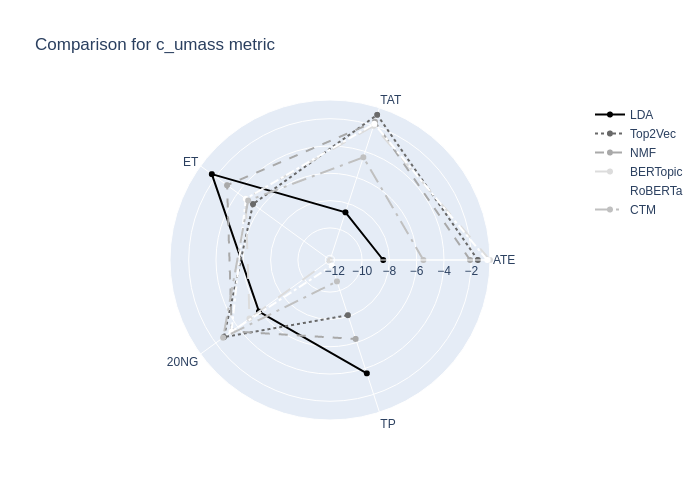 Comparison for c_umass metric
TAT
ET
ATE
20NG
TP
−12
−10
−8
−6
−4
−2
LDA
Top2Vec
NMF
BERTopic
RoBERTa
CTM